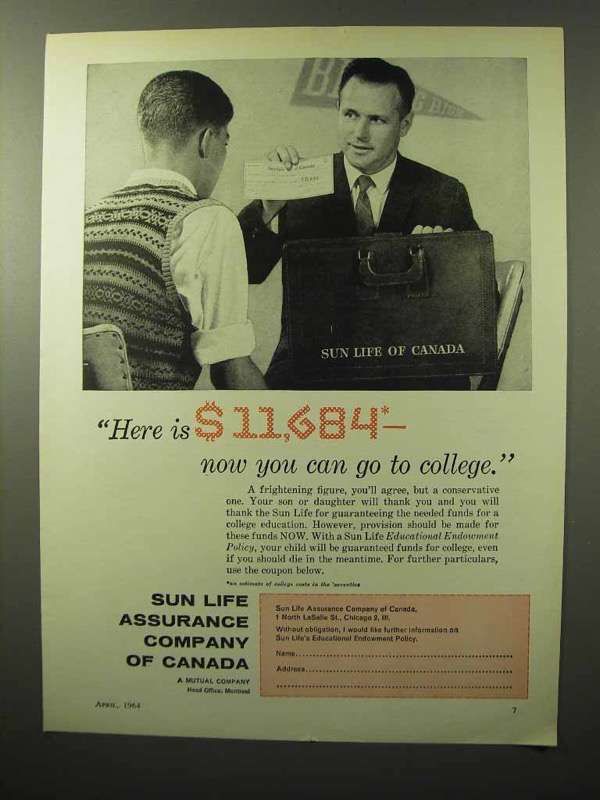 SUN LIFE OF CANADA
"Here is $11,684*—
now you can go to college."
A frightening figure, you'll agree, but a conservative
one. Your son or daughter will thank you and you will
thank the Sun Life for guaranteeing the needed funds for a
college education. However, provision should be made for
these funds NOW. With a Sun Life Educational Endowment
Policy, your child will be guaranteed funds for college, even
if you should die in the meantime. For further particulars,
use the coupon below.
*an estimate of college costs in the 'seventies
SUN LIFE
ASSURANCE
COMPANY
OF CANADA
A MUTUAL COMPANY
Head Office: Montreal
Sun Life Assurance Company of Canada,
1 North LaSalle St., Chicago 2, Ill.
Without obligation, I would like further information on
Sun Life's Educational Endowment Policy.
Name
Address
APRIL, 1964
7